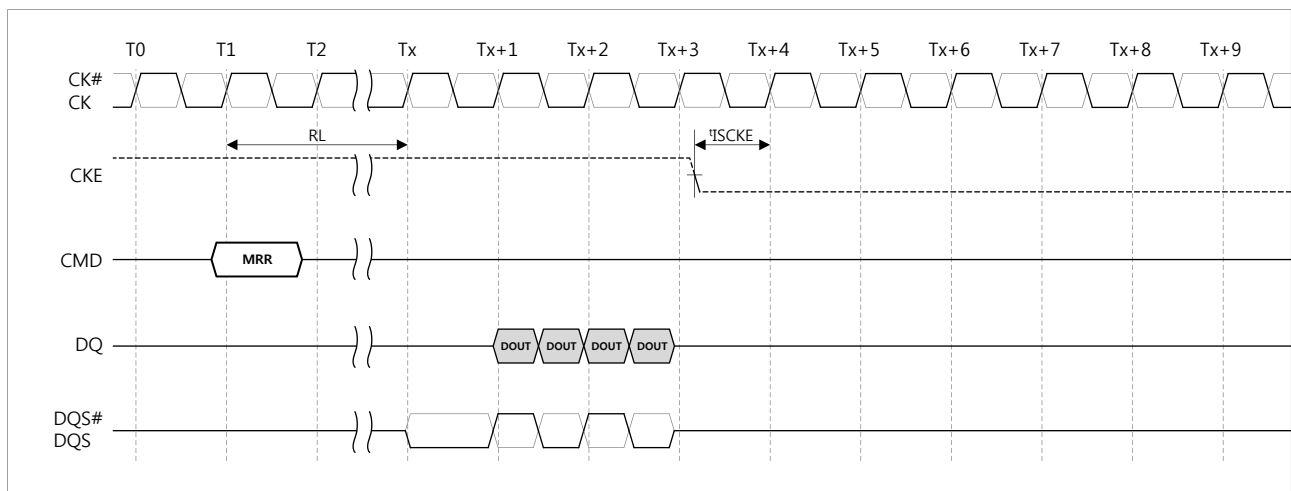 T0 T1 T2 Tx Tx+1 Tx+2 Tx+3 Tx+4 Tx+5 Tx+6 Tx+7 Tx+8 Tx+9
CK#
CK
RL tISCKE
CKE
CMD MRR
DQ DOUT DOUT DOUT DOUT
DQS#
DQS